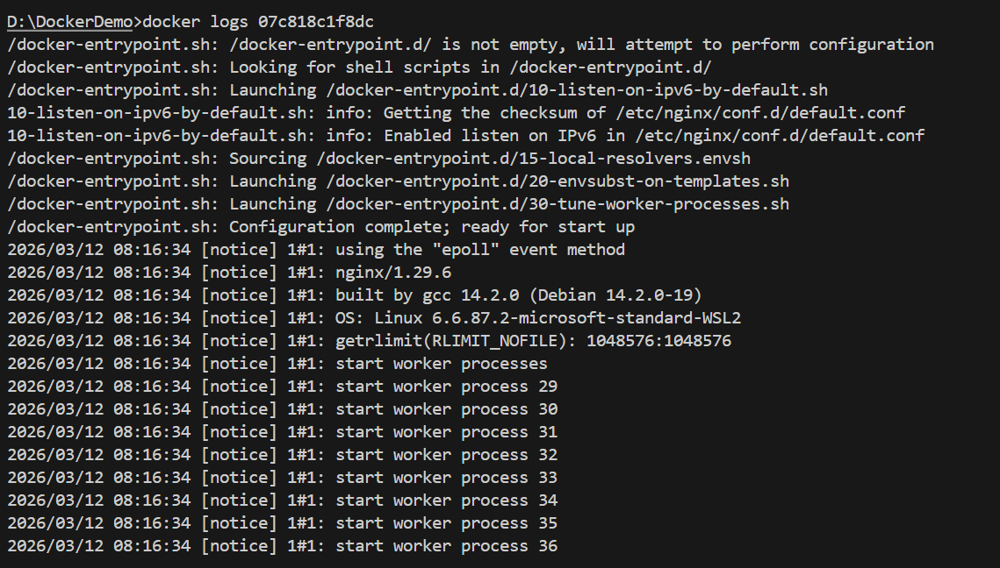 D:\DockerDemo>docker logs 07c818c1f8dc
/docker-entrypoint.sh: /docker-entrypoint.d/ is not empty, will attempt to perform configuration
/docker-entrypoint.sh: Looking for shell scripts in /docker-entrypoint.d/
/docker-entrypoint.sh: Launching /docker-entrypoint.d/10-listen-on-ipv6-by-default.sh
10-listen-on-ipv6-by-default.sh: info: Getting the checksum of /etc/nginx/conf.d/default.conf
10-listen-on-ipv6-by-default.sh: info: Enabled listen on IPv6 in /etc/nginx/conf.d/default.conf
/docker-entrypoint.sh: Sourcing /docker-entrypoint.d/15-local-resolvers.envsh
/docker-entrypoint.sh: Launching /docker-entrypoint.d/20-envsubst-on-templates.sh
/docker-entrypoint.sh: Launching /docker-entrypoint.d/30-tune-worker-processes.sh
/docker-entrypoint.sh: Configuration complete; ready for start up
2026/03/12 08:16:34 [notice] 1#1: using the "epoll" event method
2026/03/12 08:16:34 [notice] 1#1: nginx/1.29.6
2026/03/12 08:16:34 [notice] 1#1: built by gcc 14.2.0 (Debian 14.2.0-19)
2026/03/12 08:16:34 [notice] 1#1: OS: Linux 6.6.87.2-microsoft-standard-WSL2
2026/03/12 08:16:34 [notice] 1#1: getrlimit(RLIMIT_NOFILE): 1048576:1048576
2026/03/12 08:16:34 [notice] 1#1: start worker processes
2026/03/12 08:16:34 [notice] 1#1: start worker process 29
2026/03/12 08:16:34 [notice] 1#1: start worker process 30
2026/03/12 08:16:34 [notice] 1#1: start worker process 31
2026/03/12 08:16:34 [notice] 1#1: start worker process 32
2026/03/12 08:16:34 [notice] 1#1: start worker process 33
2026/03/12 08:16:34 [notice] 1#1: start worker process 34
2026/03/12 08:16:34 [notice] 1#1: start worker process 35
2026/03/12 08:16:34 [notice] 1#1: start worker process 36